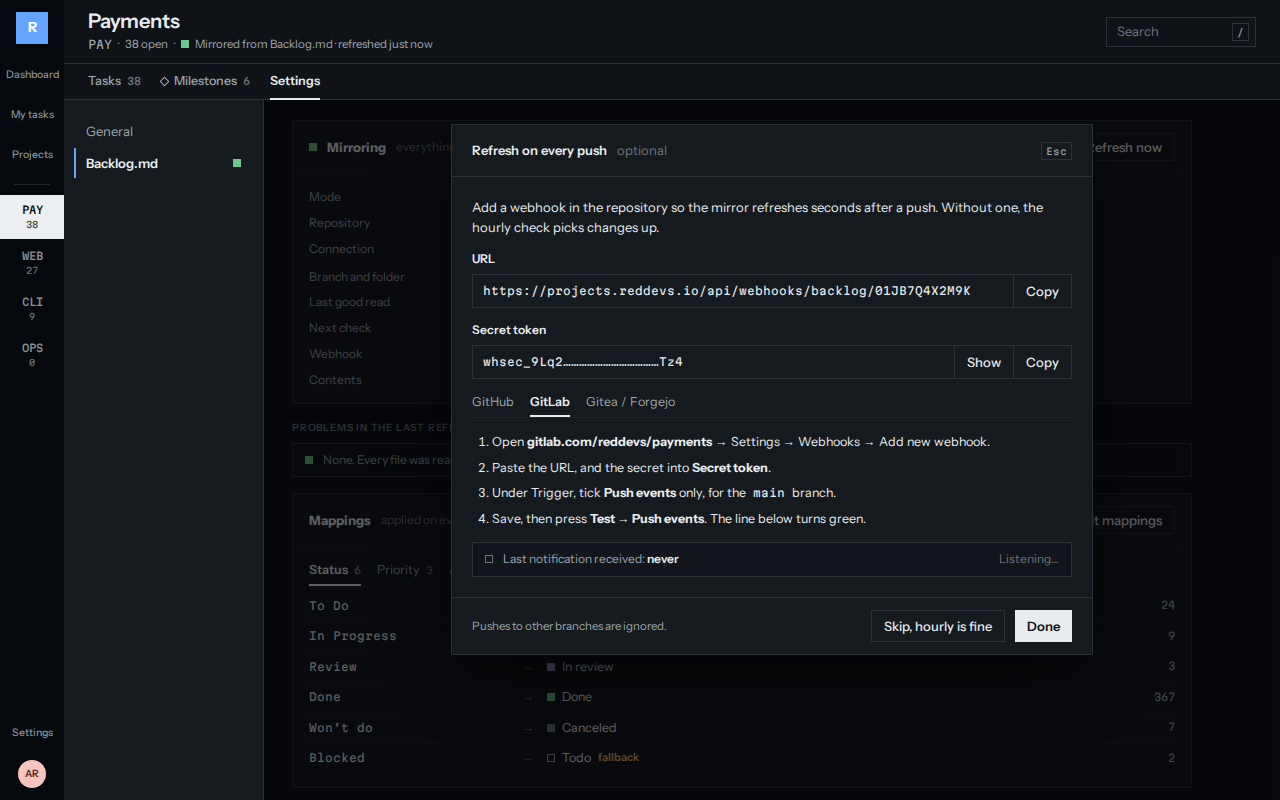 R
Payments
PAY · 38 open · Mirrored from Backlog.md · refreshed just now
Search /
Dashboard
My tasks
Projects
PAY
38
WEB
27
CLI
9
OPS
0
Settings
AR
Tasks 38 Milestones 6 Settings
General
Backlog.md
Mirroring everything
Refresh now
Mode
Repository
Connection
Branch and folder
Last good read
Next check
Webhook
Contents
PROBLEMS IN THE LAST
None. Every file was read
Mappings applied on
mappings
Status 6 Priority 3
To Do 24
In Progress 9
Review → In review 3
Done → Done 367
Won't do → Canceled 7
Blocked → Todo fallback 2
Refresh on every push optional Esc
Add a webhook in the repository so the mirror refreshes seconds after a push. Without one, the
hourly check picks changes up.
URL
https://projects.reddevs.io/api/webhooks/backlog/01JB7Q4X2M9K Copy
Secret token
whsec_9Lq2……………………………Tz4 Show Copy
GitHub GitLab Gitea / Forgejo
1. Open gitlab.com/reddevs/payments → Settings → Webhooks → Add new webhook.
2. Paste the URL, and the secret into Secret token.
3. Under Trigger, tick Push events only, for the main branch.
4. Save, then press Test → Push events. The line below turns green.
Last notification received: never Listening…
Pushes to other branches are ignored. Skip, hourly is fine Done